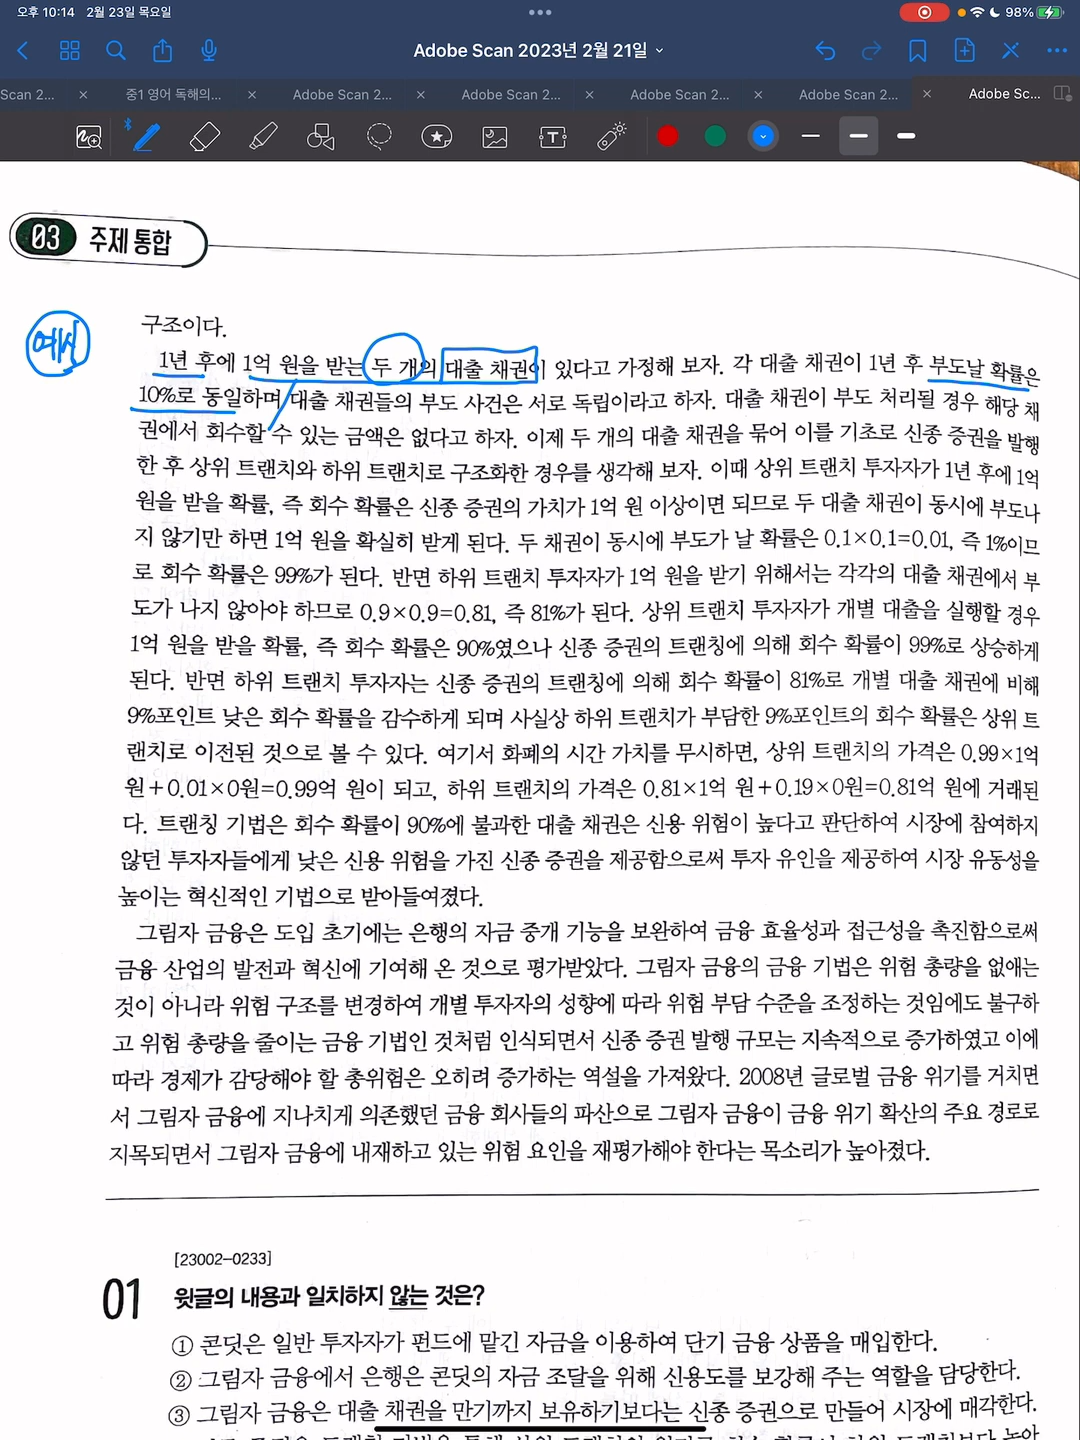 오후 10:14 2월 23일 목요일
98%
Adobe Scan 2023년 2월 21일
Scan 2... × 중1 영어 독해의... × Adobe Scan 2... × Adobe Scan 2... × Adobe Scan 2... × Adobe Scan 2... × Adobe Sc...
03 주제 통합
예시
구조이다.
1년 후에 1억 원을 받는 두 개의 대출 채권이 있다고 가정해 보자. 각 대출 채권이 1년 후 부도날 확률은
10%로 동일하며 대출 채권들의 부도 사건은 서로 독립이라고 하자. 대출 채권이 부도 처리될 경우 해당 채
권에서 회수할 수 있는 금액은 없다고 하자. 이제 두 개의 대출 채권을 묶어 이를 기초로 신종 증권을 발행
한 후 상위 트랜치와 하위 트랜치로 구조화한 경우를 생각해 보자. 이때 상위 트랜치 투자자가 1년 후에 1억
원을 받을 확률, 즉 회수 확률은 신종 증권의 가치가 1억 원 이상이면 되므로 두 대출 채권이 동시에 부도나
지 않기만 하면 1억 원을 확실히 받게 된다. 두 채권이 동시에 부도가 날 확률은 0.1×0.1=0.01, 즉 1%이므
로 회수 확률은 99%가 된다. 반면 하위 트랜치 투자자가 1억 원을 받기 위해서는 각각의 대출 채권에서 부
도가 나지 않아야 하므로 0.9×0.9=0.81, 즉 81%가 된다. 상위 트랜치 투자자가 개별 대출을 실행할 경우
1억 원을 받을 확률, 즉 회수 확률은 90%였으나 신종 증권의 트랜칭에 의해 회수 확률이 99%로 상승하게
된다. 반면 하위 트랜치 투자자는 신종 증권의 트랜칭에 의해 회수 확률이 81%로 개별 대출 채권에 비해
9%포인트 낮은 회수 확률을 감수하게 되며 사실상 하위 트랜치가 부담한 9%포인트의 회수 확률은 상위 트
랜치로 이전된 것으로 볼 수 있다. 여기서 화폐의 시간 가치를 무시하면, 상위 트랜치의 가격은 0.99×1억
원+0.01×0원=0.99억 원이 되고, 하위 트랜치의 가격은 0.81×1억 원+0.19×0원=0.81억 원에 거래된
다. 트랜칭 기법은 회수 확률이 90%에 불과한 대출 채권은 신용 위험이 높다고 판단하여 시장에 참여하지
않던 투자자들에게 낮은 신용 위험을 가진 신종 증권을 제공함으로써 투자 유인을 제공하여 시장 유동성을
높이는 혁신적인 기법으로 받아들여졌다.
그림자 금융은 도입 초기에는 은행의 자금 중개 기능을 보완하여 금융 효율성과 접근성을 촉진함으로써
금융 산업의 발전과 혁신에 기여해 온 것으로 평가받았다. 그림자 금융의 금융 기법은 위험 총량을 없애는
것이 아니라 위험 구조를 변경하여 개별 투자자의 성향에 따라 위험 부담 수준을 조정하는 것임에도 불구하
고 위험 총량을 줄이는 금융 기법인 것처럼 인식되면서 신종 증권 발행 규모는 지속적으로 증가하였고 이에
따라 경제가 감당해야 할 총위험은 오히려 증가하는 역설을 가져왔다. 2008년 글로벌 금융 위기를 거치면
서 그림자 금융에 지나치게 의존했던 금융 회사들의 파산으로 그림자 금융이 금융 위기 확산의 주요 경로로
지목되면서 그림자 금융에 내재하고 있는 위험 요인을 재평가해야 한다는 목소리가 높아졌다.
[23002-0233]
01 윗글의 내용과 일치하지 않는 것은?
① 콘딧은 일반 투자자가 펀드에 맡긴 자금을 이용하여 단기 금융 상품을 매입한다.
② 그림자 금융에서 은행은 콘딧의 자금 조달을 위해 신용도를 보강해 주는 역할을 담당한다.
③ 그림자 금융은 대출 채권을 만기까지 보유하기보다는 신종 증권으로 만들어 시장에 매각한다.